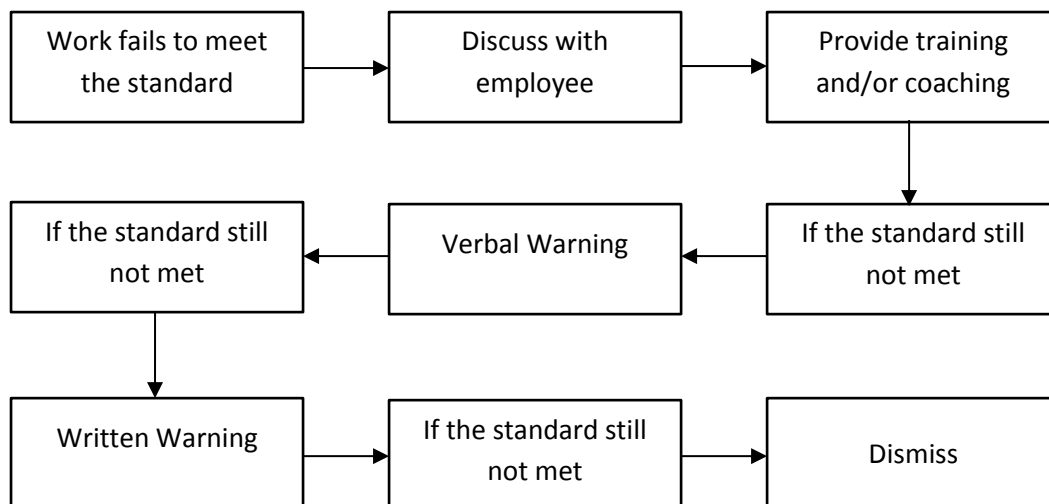 Work fails to meet
the standard
Discuss with
employee
Provide training
and/or coaching
If the standard still
not met
Verbal Warning
If the standard still
not met
Written Warning
If the standard still
not met
Dismiss